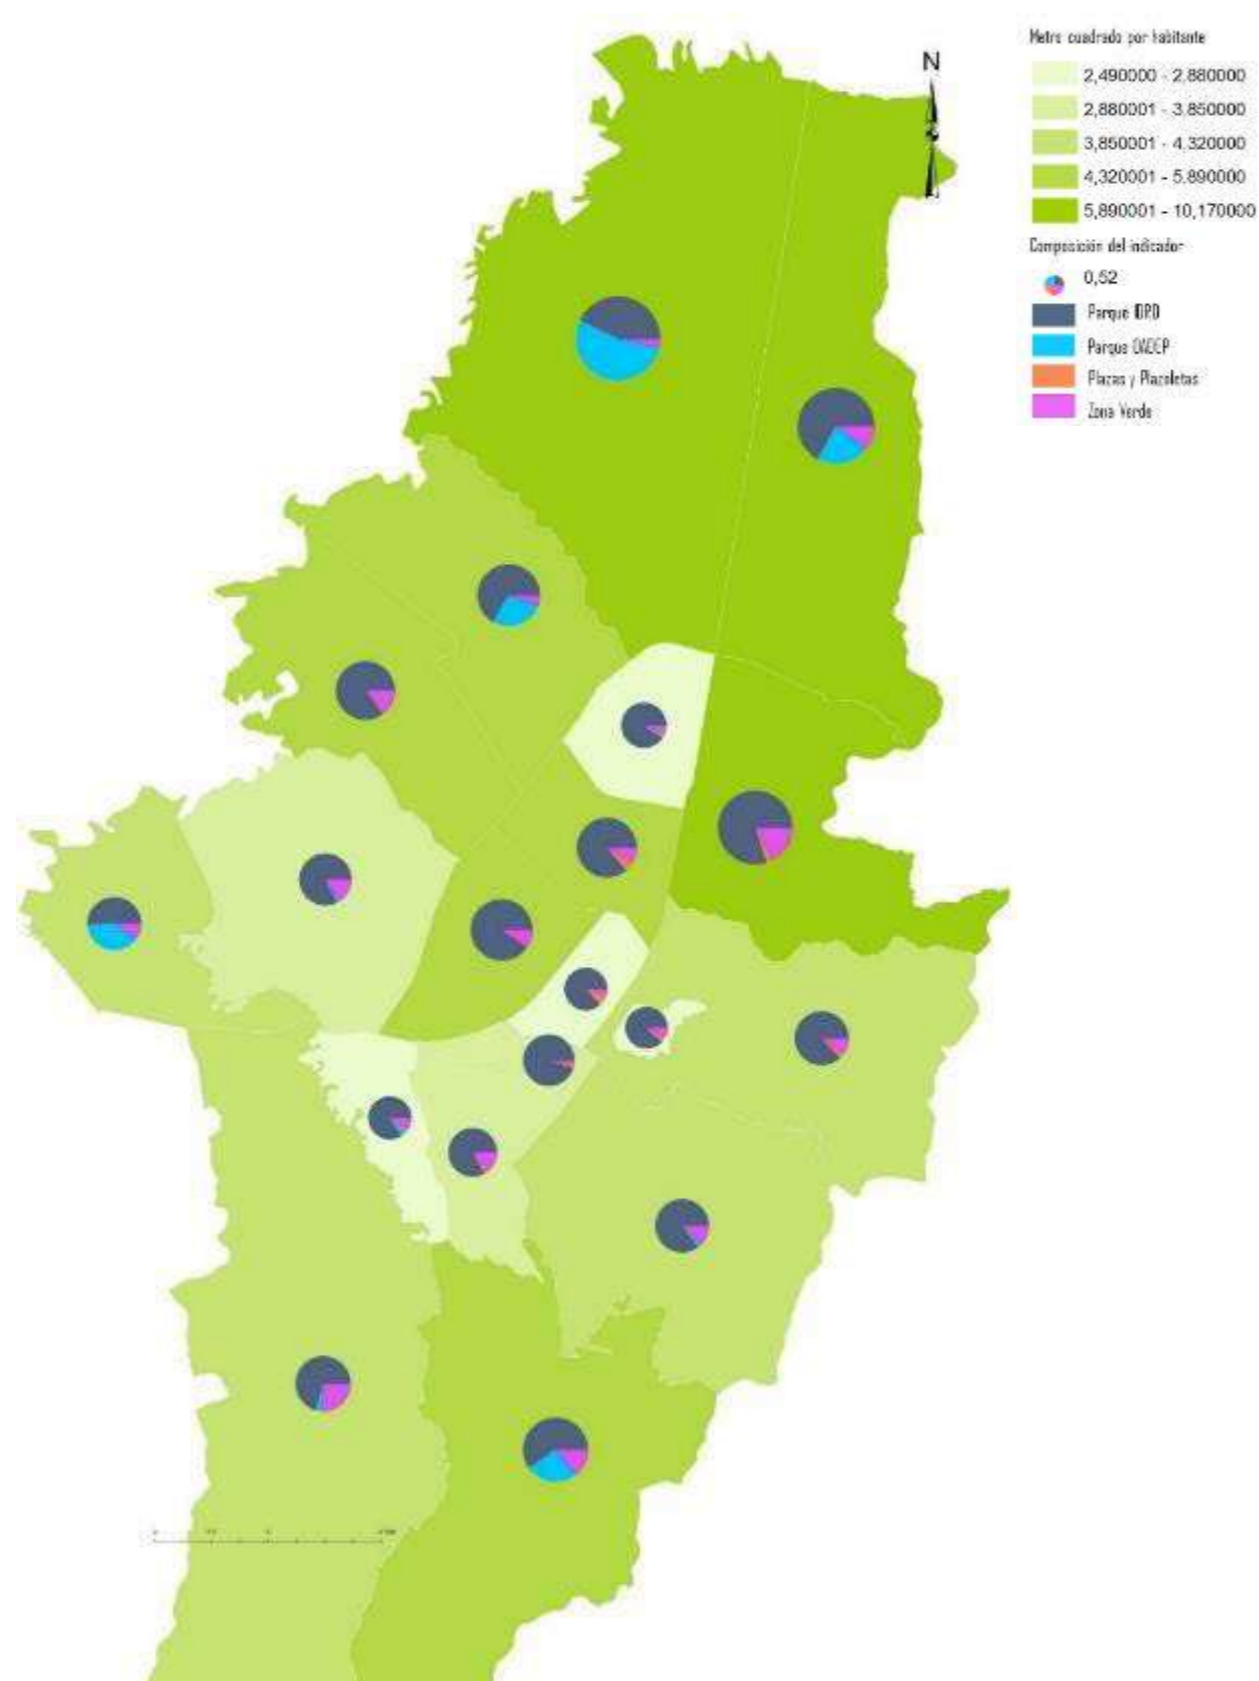 Metro cuadrado por habitante
N
2,490000 - 2.880000
2,880001 - 3.850000
3,850001 - 4.320000
4,320001 - 5.890000
5,890001 - 10,170000
Composición del indicador
0,52
Parque IDRD
Parque DADEP
Plazas y Plazoletas
Zona Verde